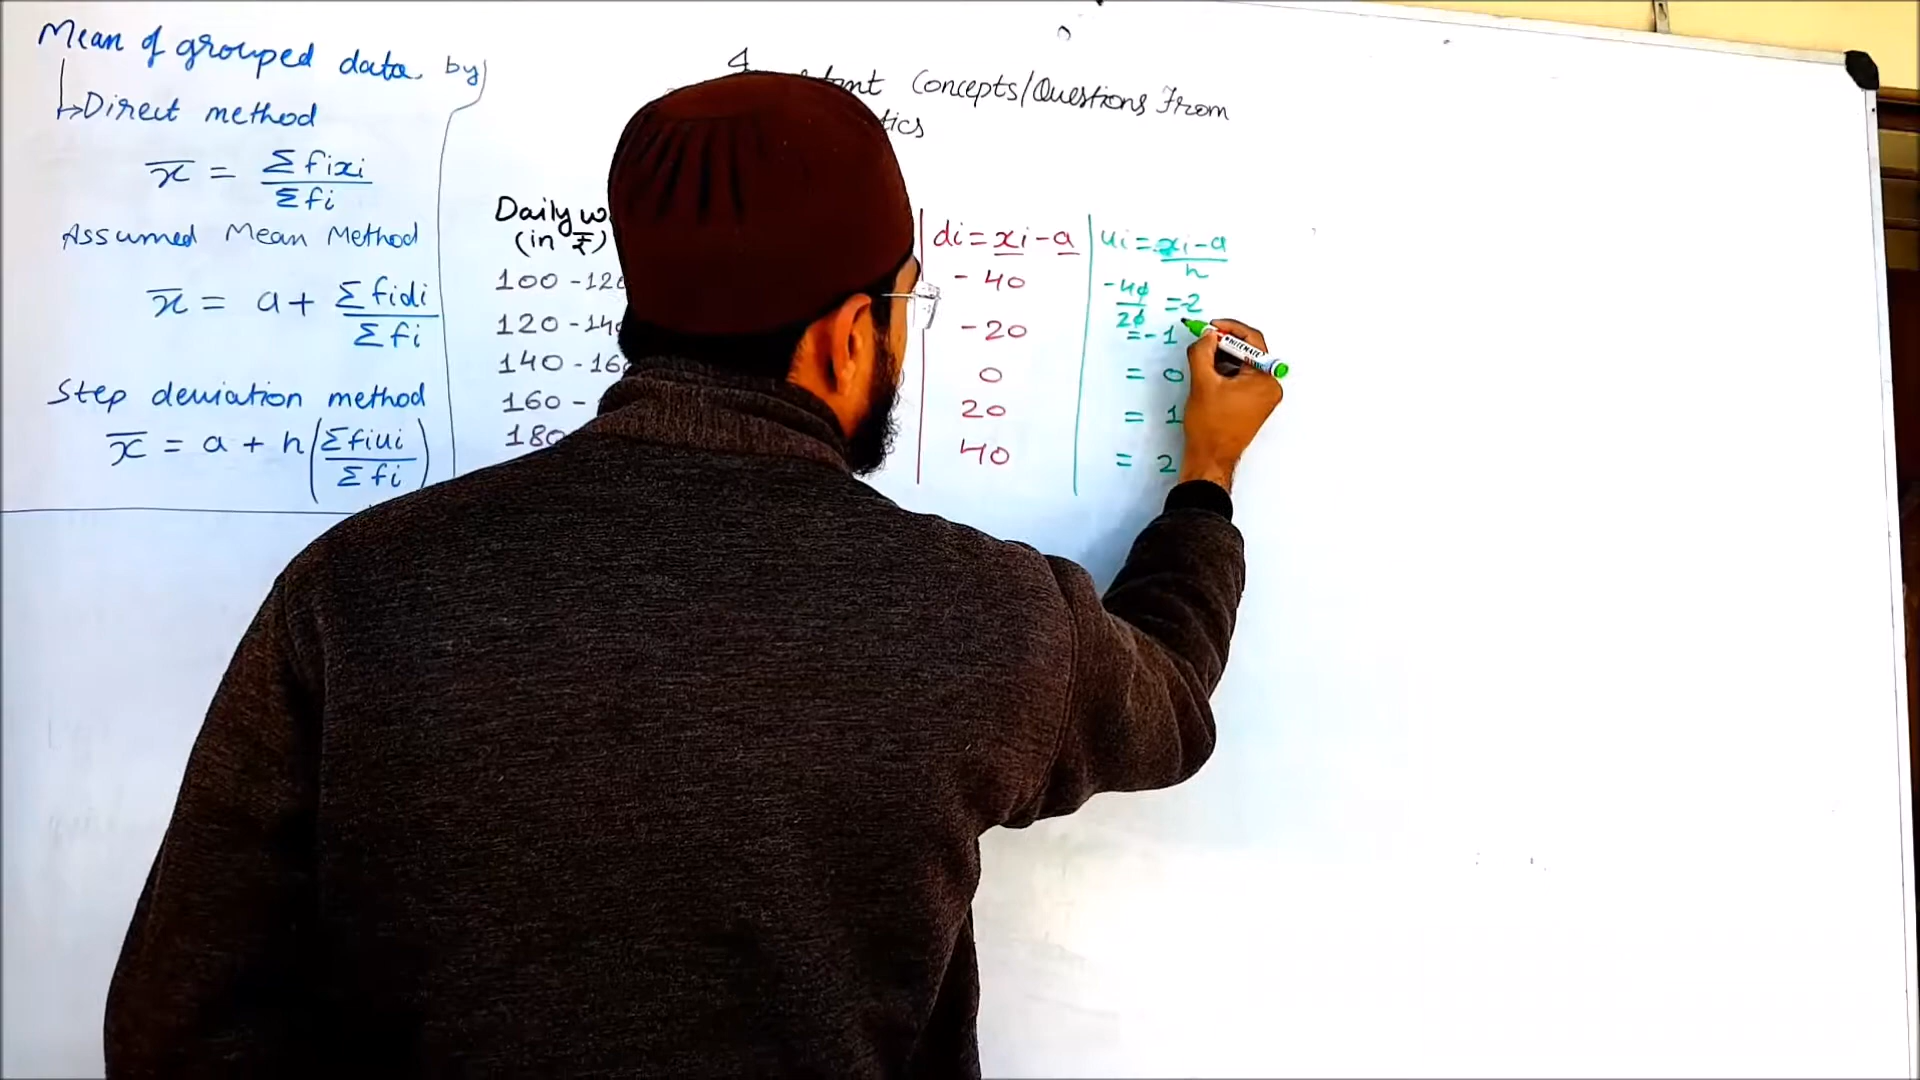 Mean of grouped data by
↳Direct method
x̄ = Σfixi / Σfi
Assumed Mean Method
x̄ = a + Σfidi / Σfi
Step deviation method
x̄ = a + h(Σfiui / Σfi)
Concepts/Questions From
Daily
(in ₹)
100 - 120
120 - 140
140 - 160
160 -
180
di = xi - a
- 40
- 20
0
20
40
ui = xi - a / h
-40 / 20 = -2
= - 1
= 0
= 1
= 2
WHITEMATE